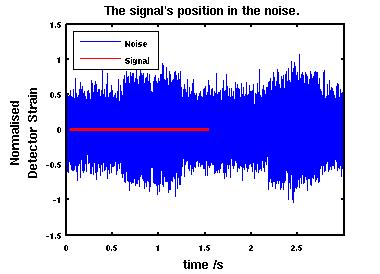 The signal's position in the noise.
1.5
Noise
Signal
1
0.5
0
-0.5
-1
-1.5
Normalised
Detector Strain
0 0.5 1 1.5 2 2.5
time /s